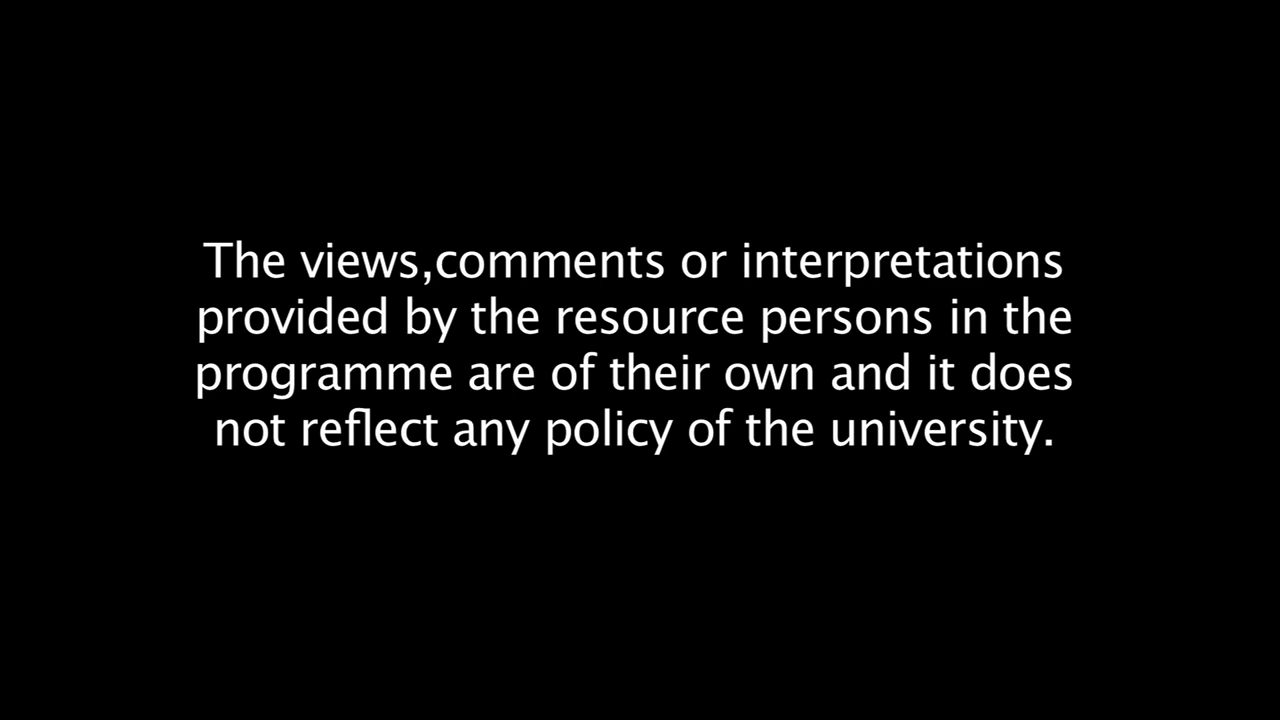 The views,comments or interpretations
provided by the resource persons in the
programme are of their own and it does
not reflect any policy of the university.